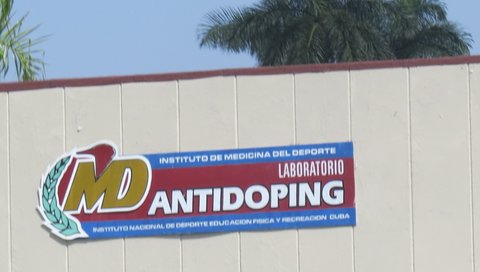 INSTITUTO DE MEDICINA DEL DEPORTE
LABORATORIO
MD ANTIDOPING
INSTITUTO NACIONAL DE DEPORTE EDUCACION FISICA Y RECREACION CUBA